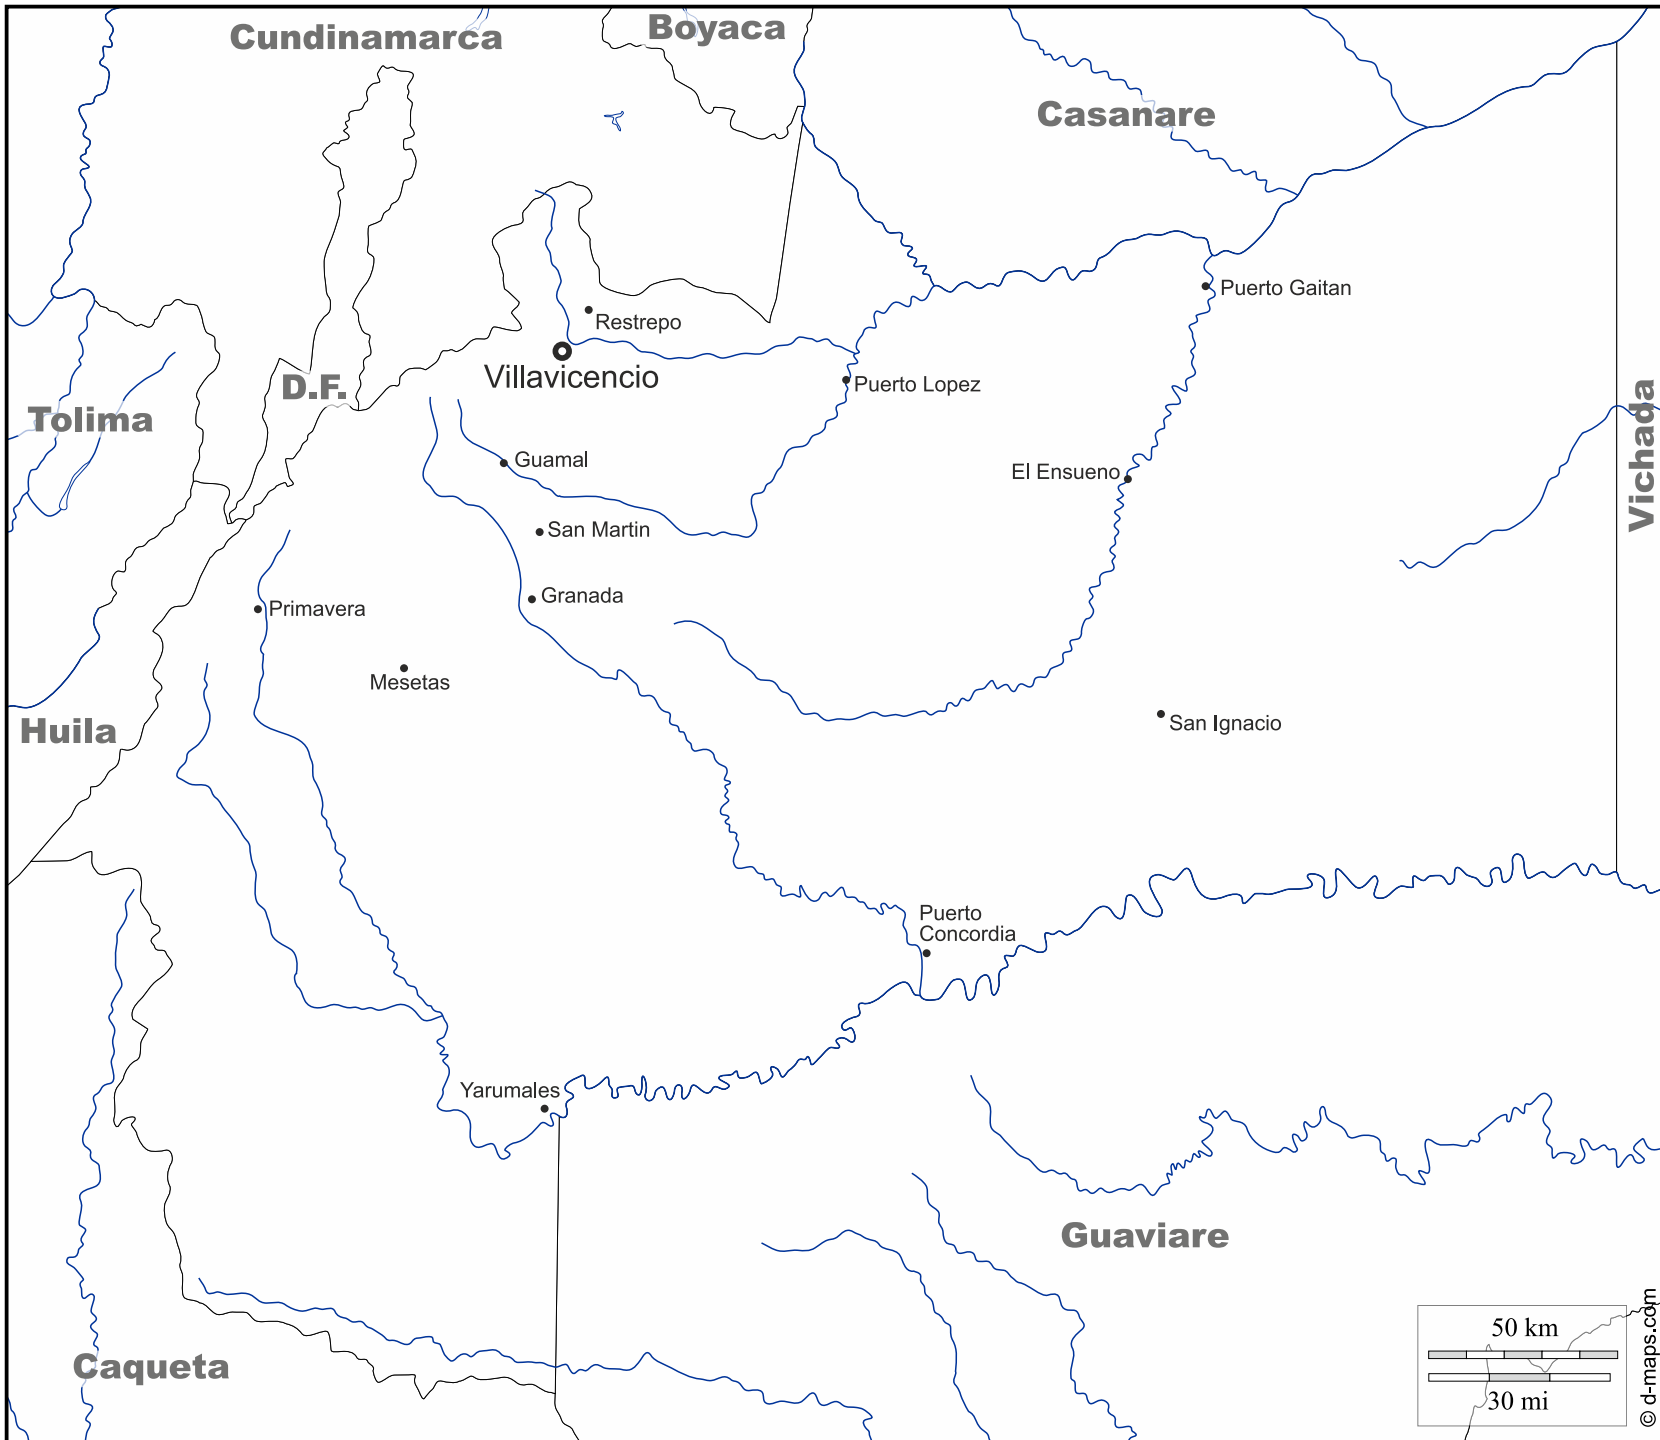 Cundinamarca
Boyaca
Casanare
Puerto Gaitan
Restrepo
Villavicencio
D.F.
Puerto Lopez
Tolima
Vichada
Guamal
El Ensueno
San Martin
Granada
Primavera
Mesetas
Huila
San Ignacio
Puerto
Concordia
Yarumales
Guaviare
Caqueta
50 km
30 mi
© d-maps.com